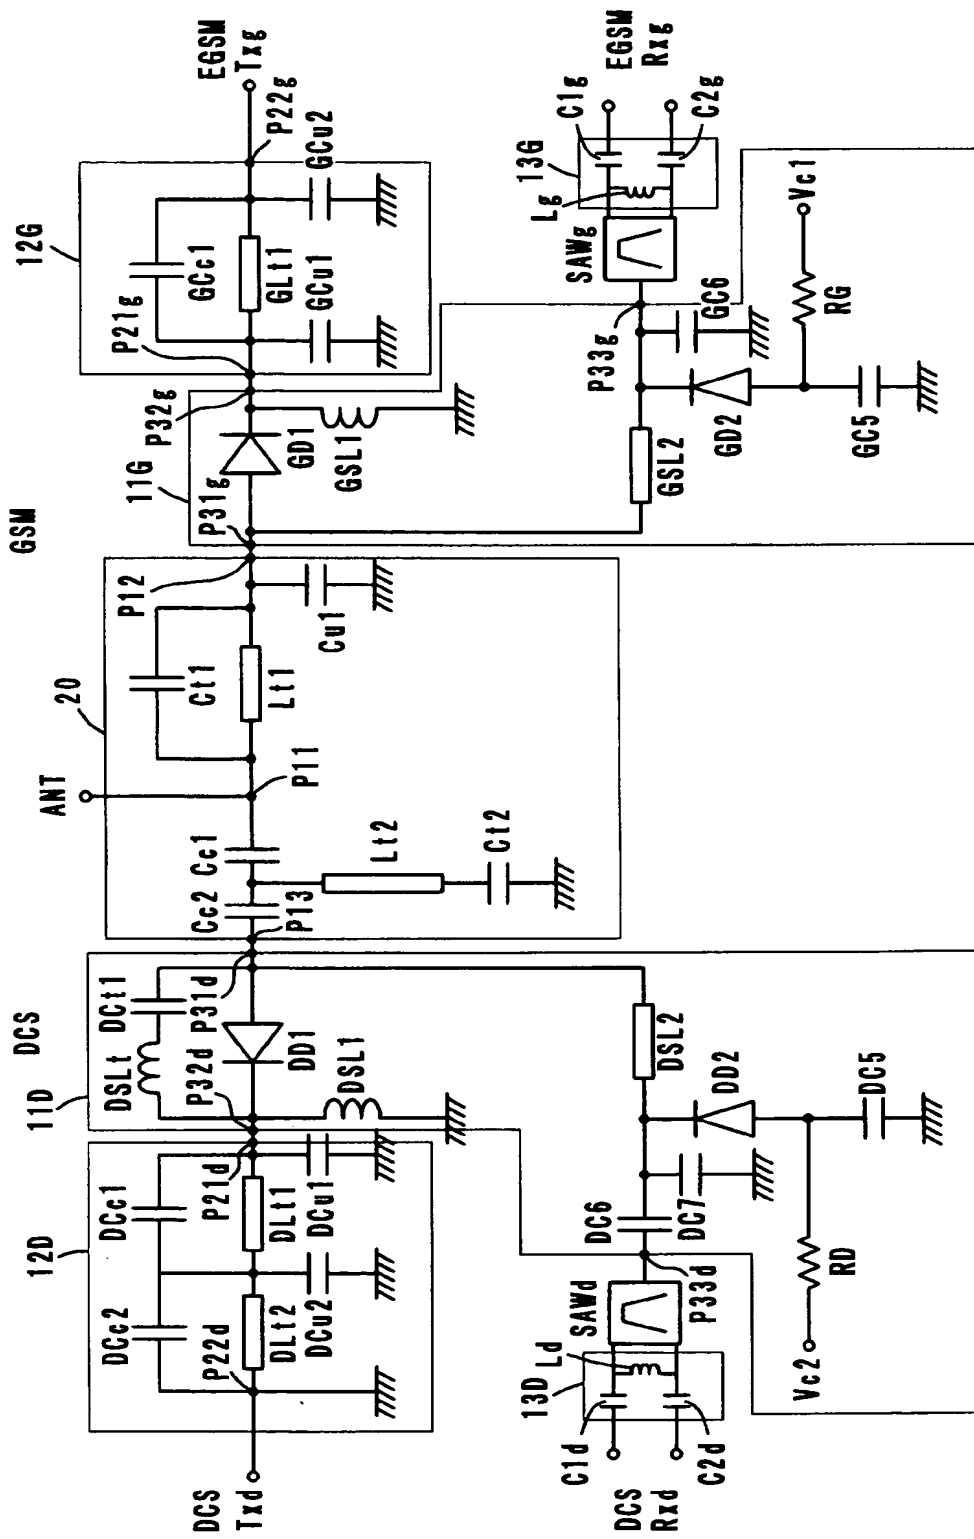 GSM
EGSM
Txg
12G
P22g
GCc1
GLt1
GCu2
GCu1
P21g
P32g
11G
P31g
GD1
GSL1
EGSM
Rxg
C1g
C2g
13G
Lg
SAWg
P33g
GC6
GSL2
GD2
RG
Vc1
GC5
ANT
20
P12
Ct1
Lt1
Cu1
P11
Cc1
Cc2
P13
Lt2
Ct2
DCS
11D
DSLt
DCt1
P31d
P32d
DD1
DSL1
12D
DCc1
DCc2
P21d
P22d
DLt1
DLt2
DCu1
DCu2
DCS
Txd
DSL2
DD2
DC5
DC6
DC7
RD
Vc2
P33d
SAWd
Ld
13D
C1d
C2d
DCS
Rxd